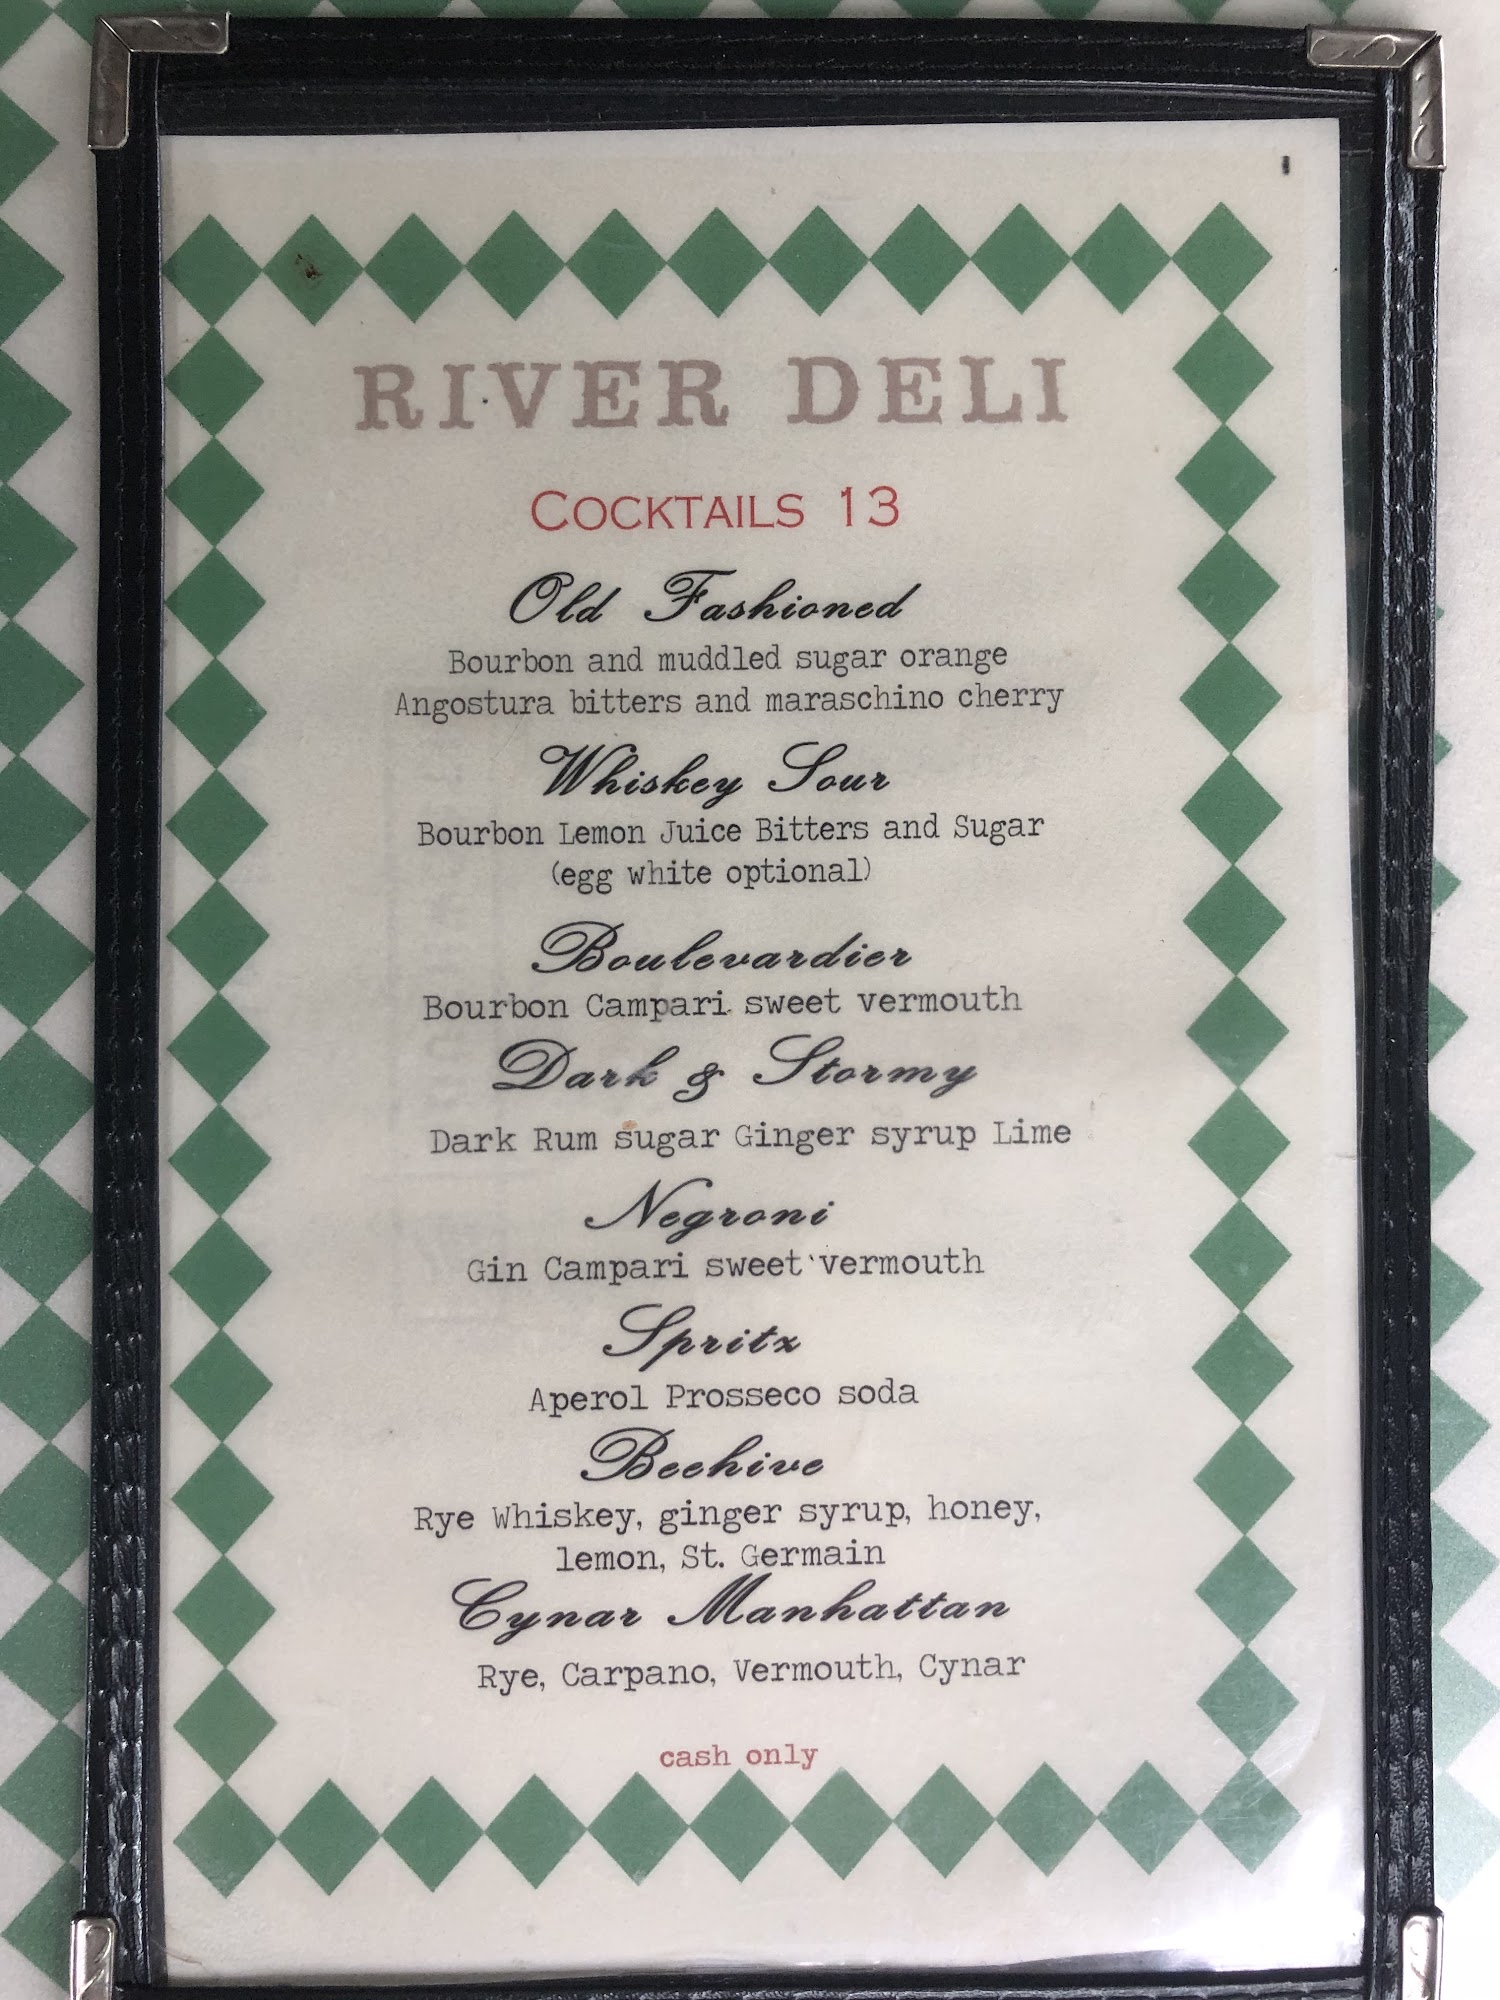 RIVER DELI
COCKTAILS 13
Old Fashioned
Bourbon and muddled sugar orange
Angostura bitters and maraschino cherry
Whiskey Sour
Bourbon Lemon Juice Bitters and Sugar
(egg white optional)
Boulevardier
Bourbon Campari sweet vermouth
Dark & Stormy
Dark Rum sugar Ginger syrup Lime
Negroni
Gin Campari sweet vermouth
Spritz
Aperol Prosseco soda
Beehive
Rye Whiskey, ginger syrup, honey,
lemon, St. Germain
Cynar Manhattan
Rye, Carpano, Vermouth, Cynar
cash only